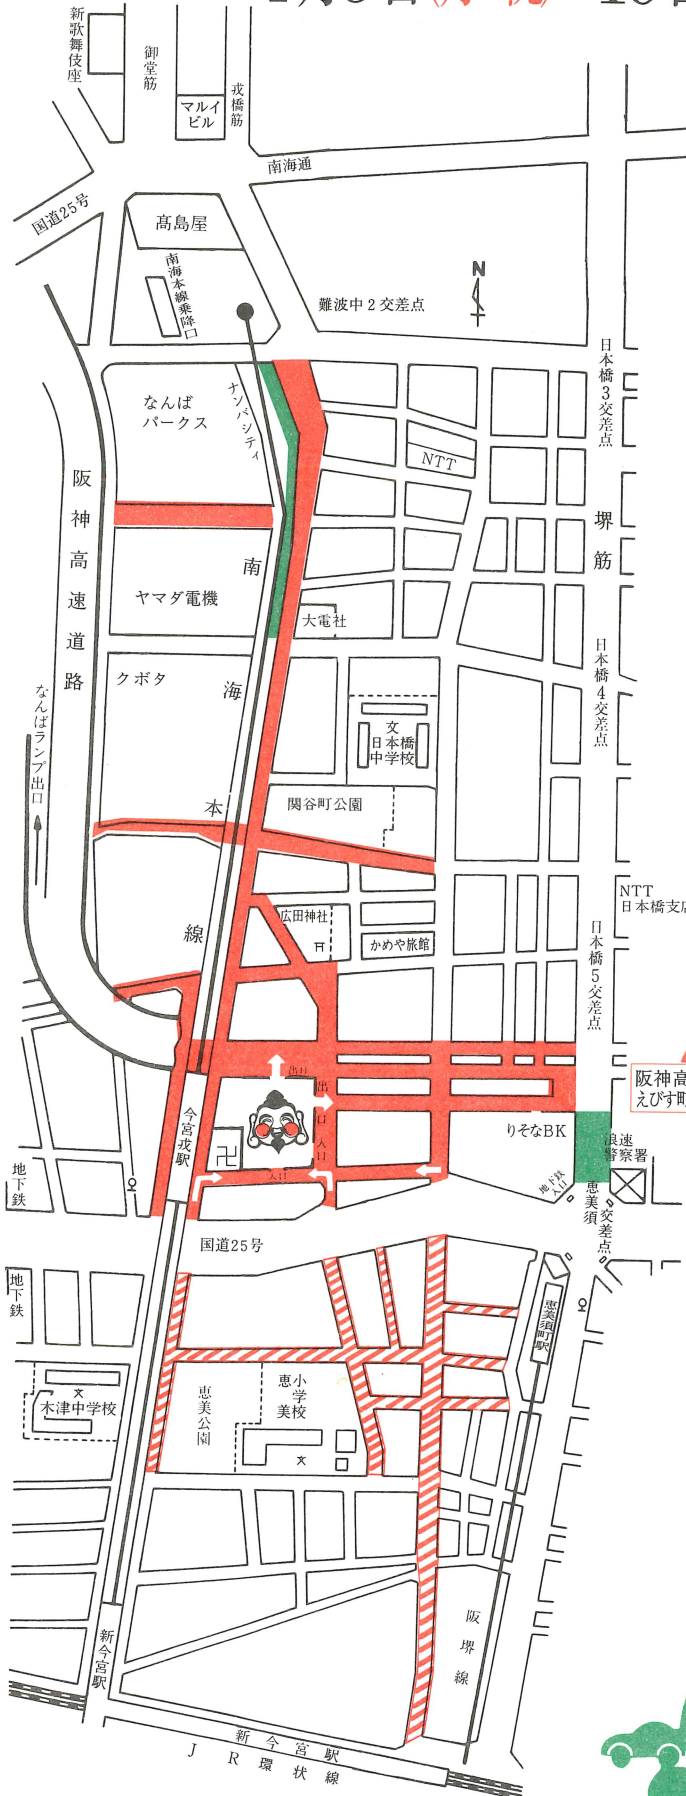 新歌舞伎座
御堂筋
マルイ
ビル
戎橋筋
南海通
国道25号
髙島屋
南海本線乗降口
N
難波中2交差点
日本橋3交差点
なんば
パークス
ナンバシティ
NTT
阪神高速道路
堺筋
ヤマダ電機
南海本線
大電社
クボタ
日本橋4交差点
なんばランプ出口
文
日本橋
中学校
関谷町公園
NTT
日本橋支店
広田神社
かめや旅館
日本橋5交差点
出口
出口
入口
阪神高
えびす町
今宮戎駅
卍
りそなBK
浪速
警察署
入口
地下鉄
地下鉄
入口
恵美須
交差点
国道25号
地下鉄
恵美須町駅
文
木津中学校
恵美公園
恵美
小学校
文
阪堺線
新今宮駅
新今宮駅
JR環状線